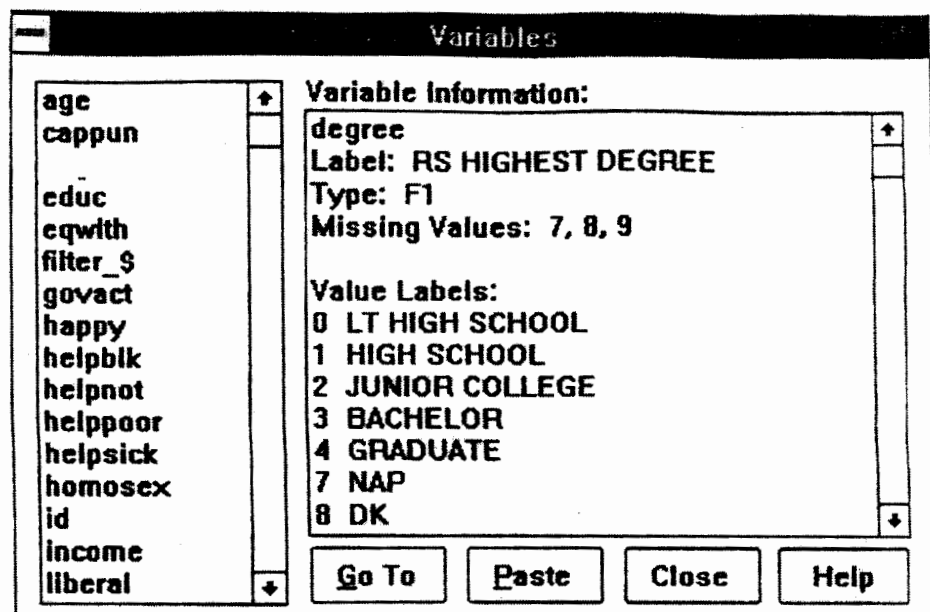 Variables
age
cappun
educ
eqwith
filter_$
govact
happy
helpblk
helpnot
helppoor
helpsick
homosex
id
income
liberal
Variable Information:
degree
Label: RS HIGHEST DEGREE
Type: F1
Missing Values: 7, 8, 9
Value Labels:
0 LT HIGH SCHOOL
1 HIGH SCHOOL
2 JUNIOR COLLEGE
3 BACHELOR
4 GRADUATE
7 NAP
8 DK
Go To Paste Close Help